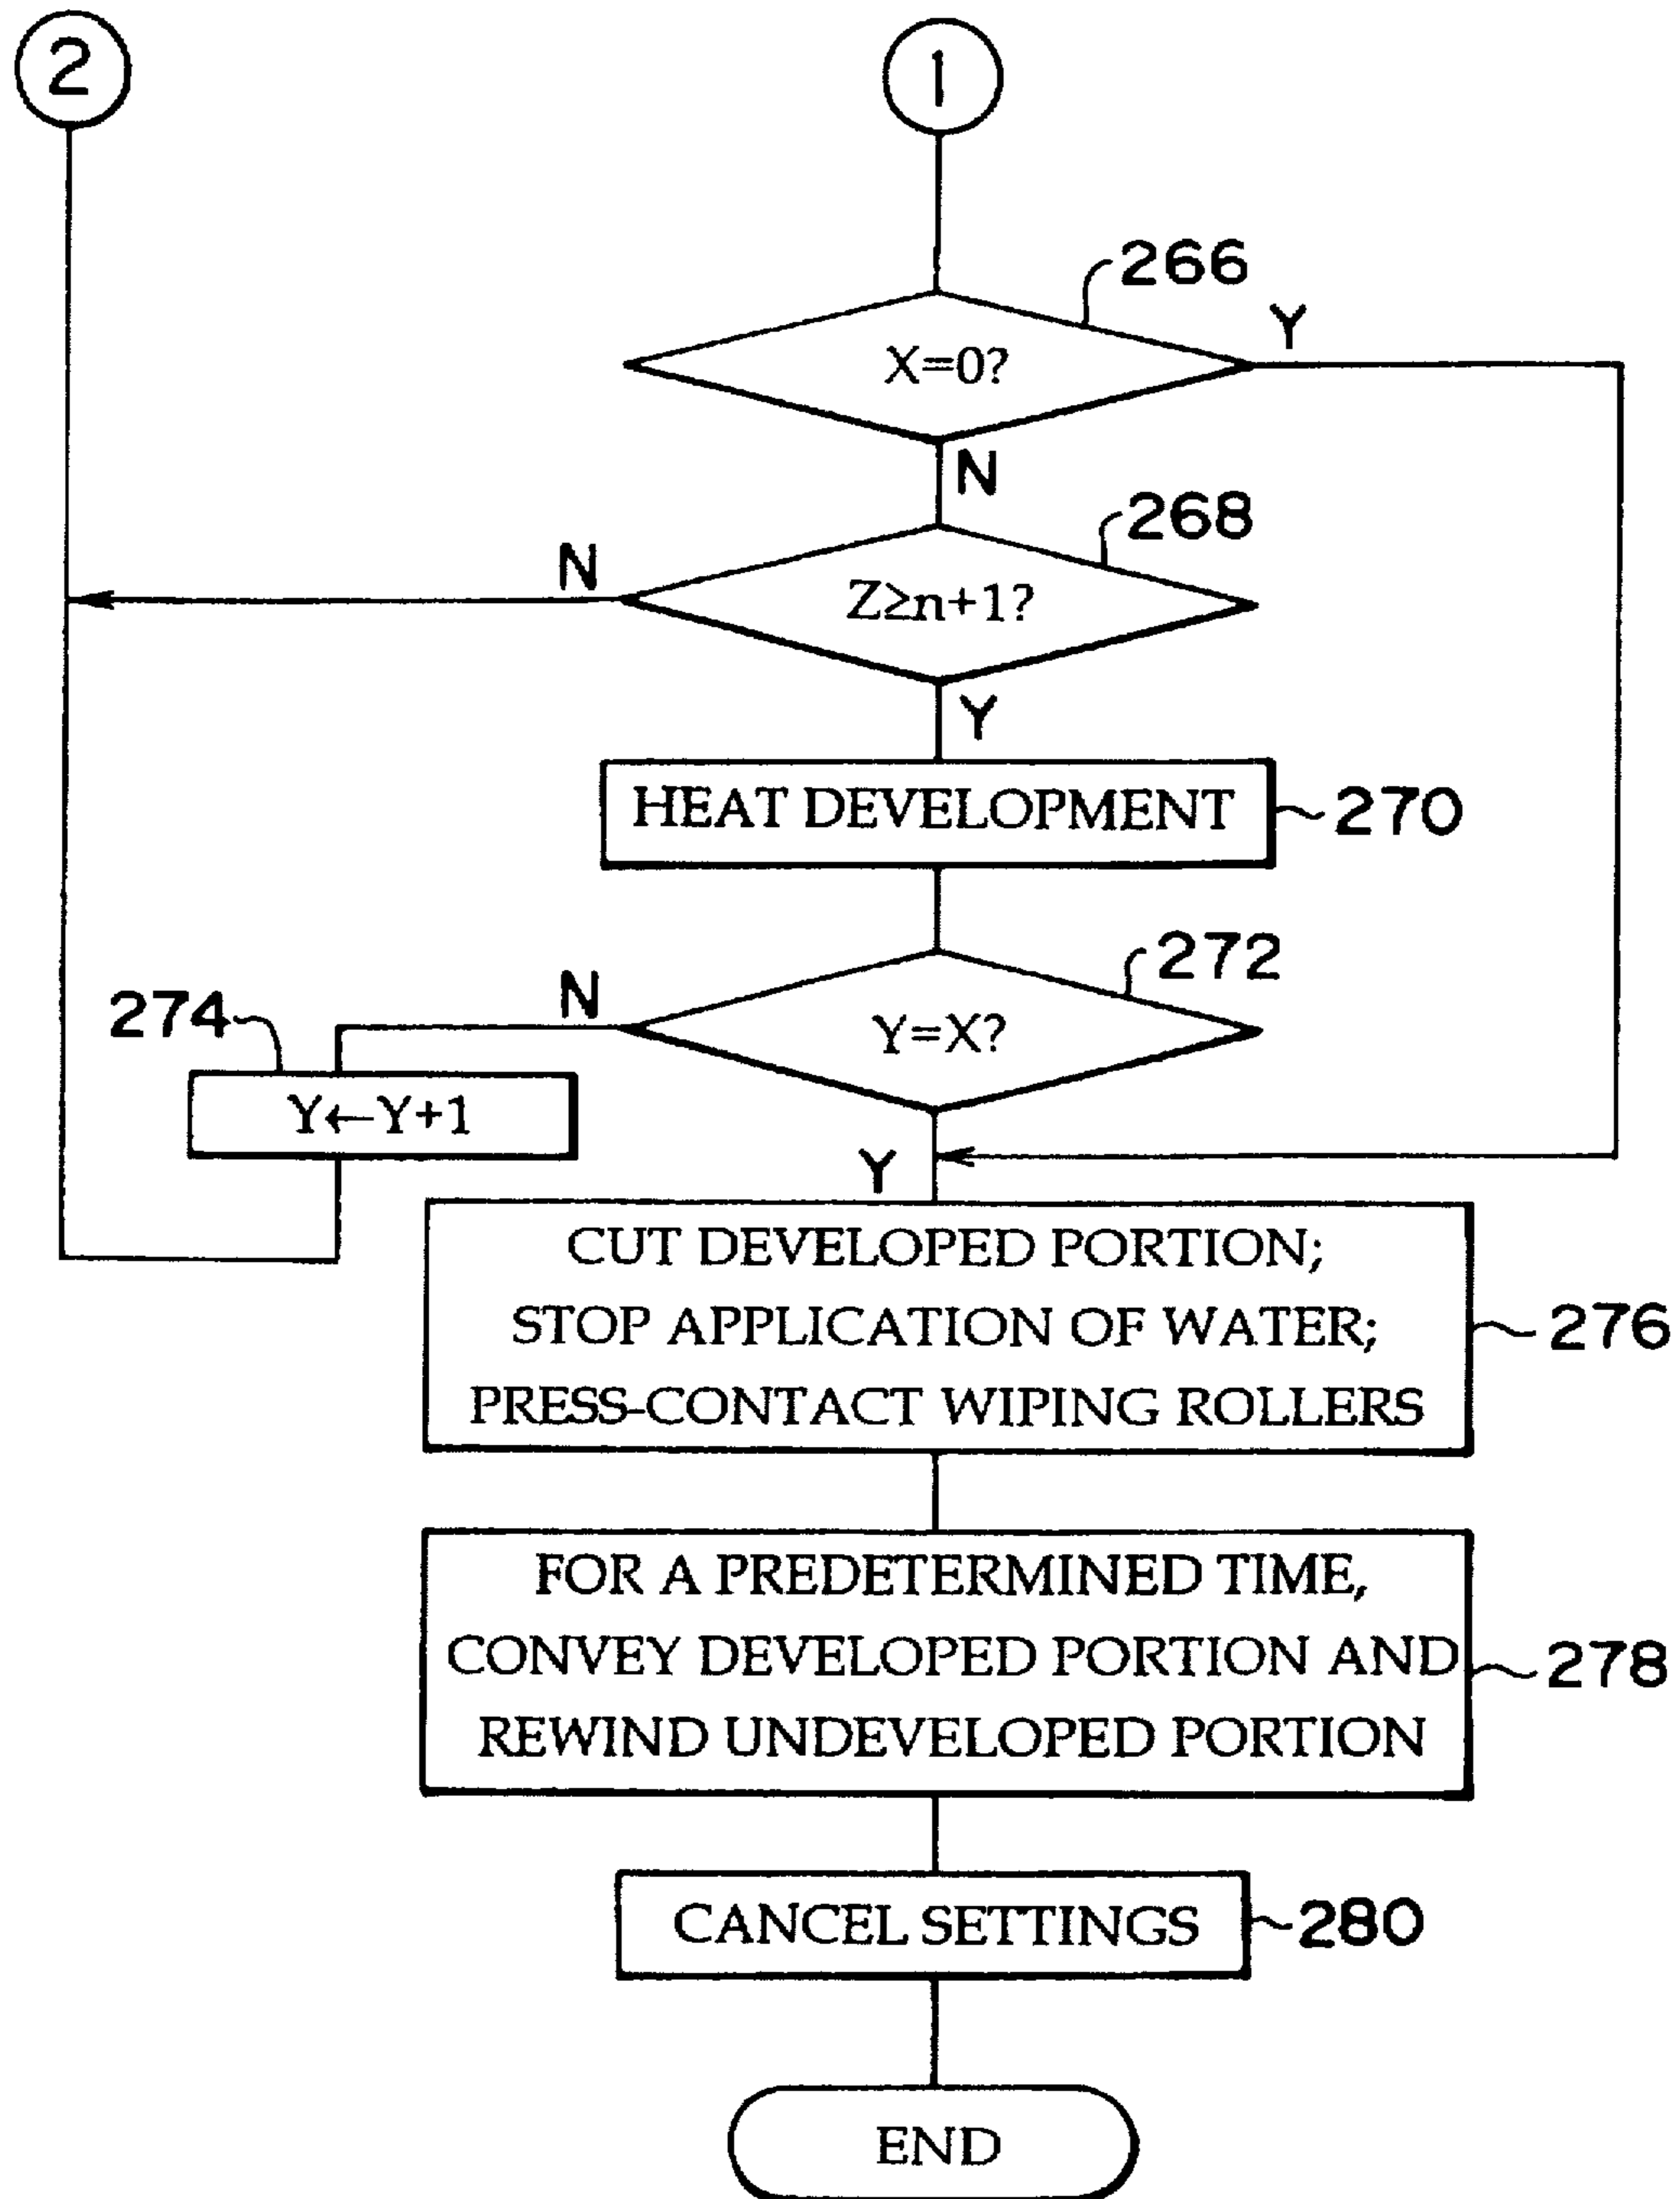 2
1
266
X=0?
Y
N
268
N
Z≥n+1?
Y
HEAT DEVELOPMENT
270
272
N
274
Y=X?
Y←Y+1
Y
CUT DEVELOPED PORTION;
STOP APPLICATION OF WATER;
276
PRESS-CONTACT WIPING ROLLERS
FOR A PREDETERMINED TIME,
CONVEY DEVELOPED PORTION AND
278
REWIND UNDEVELOPED PORTION
CANCEL SETTINGS
280
END